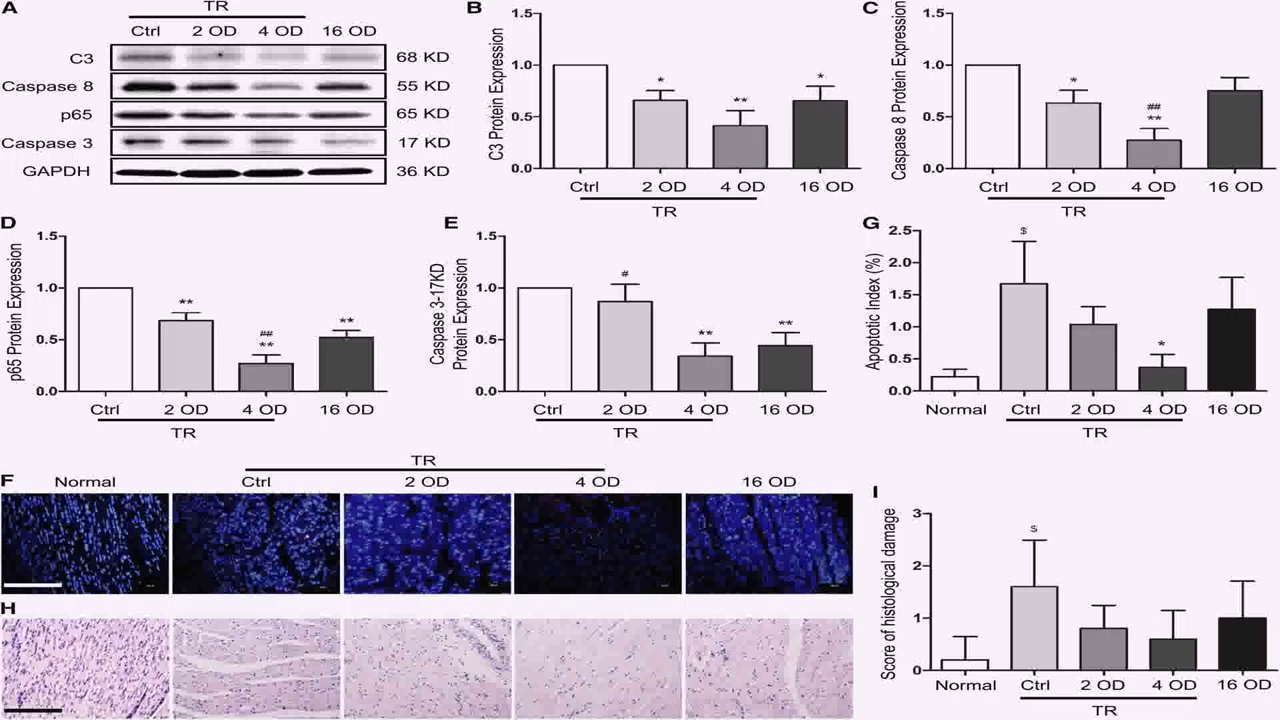 A
TR
Ctrl 2 OD 4 OD 16 OD
C3 68 KD
Caspase 8 55 KD
p65 65 KD
Caspase 3 17 KD
GAPDH 36 KD
B
C3 Protein Expression
1.5
1.0
0.5
0.0
* ** *
Ctrl 2 OD 4 OD 16 OD
TR
C
Caspase 8 Protein Expression
1.5
1.0
0.5
0.0
*
##
**
Ctrl 2 OD 4 OD 16 OD
TR
D
p65 Protein Expression
1.5
1.0
0.5
0.0
**
##
**
**
Ctrl 2 OD 4 OD 16 OD
TR
E
Caspase 3-17KD
Protein Expression
1.5
1.0
0.5
0.0
#
** **
Ctrl 2 OD 4 OD 16 OD
TR
G
Apoptotic Index (%)
2.5
2.0
1.5
1.0
0.5
0.0
$
*
Normal Ctrl 2 OD 4 OD 16 OD
TR
F
TR
Normal Ctrl 2 OD 4 OD 16 OD
H
I
Score of histological damage
3
2
1
0
$
Normal Ctrl 2 OD 4 OD 16 OD
TR